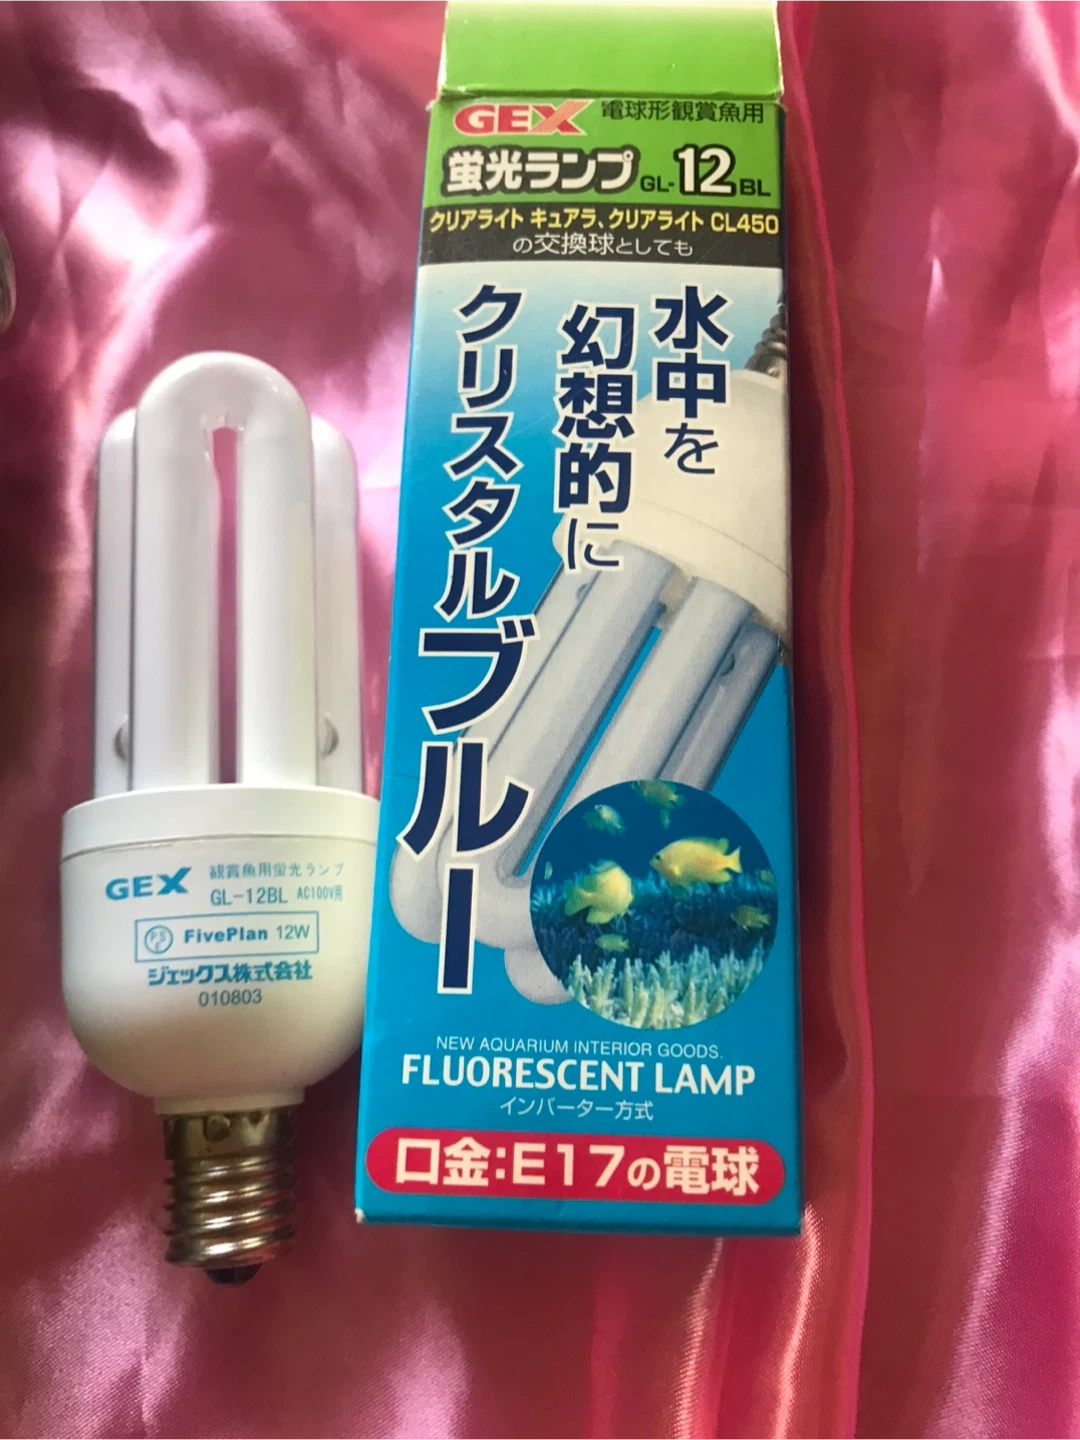 GEX 電球形観賞魚用
蛍光ランプ GL-12BL
クリアライト キュアラ、クリアライト CL450
の交換球としても
水中を
幻想的に
クリスタルブルー
NEW AQUARIUM INTERIOR GOODS.
FLUORESCENT LAMP
インバーター方式
口金:E17の電球
GEX 観賞魚用蛍光ランプ
GL-12BL AC100V用
PSE FivePlan 12W
ジェックス株式会社
010803